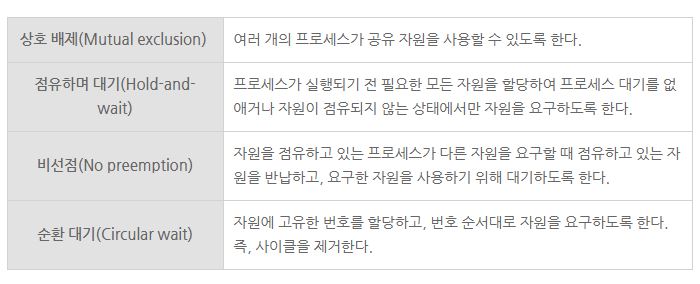 상호 배제(Mutual exclusion)
여러 개의 프로세스가 공유 자원을 사용할 수 있도록 한다.
점유하며 대기(Hold-and-
wait)
프로세스가 실행되기 전 필요한 모든 자원을 할당하여 프로세스 대기를 없
애거나 자원이 점유되지 않는 상태에서만 자원을 요구하도록 한다.
비선점(No preemption)
자원을 점유하고 있는 프로세스가 다른 자원을 요구할 때 점유하고 있는 자
원을 반납하고, 요구한 자원을 사용하기 위해 대기하도록 한다.
순환 대기(Circular wait)
자원에 고유한 번호를 할당하고, 번호 순서대로 자원을 요구하도록 한다.
즉, 사이클을 제거한다.